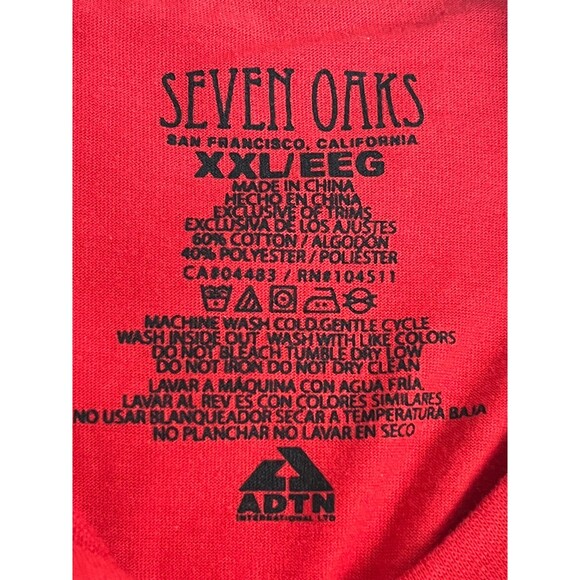 SEVEN OAKS
SAN FRANCISCO, CALIFORNIA
XXL/EEG
MADE IN CHINA
HECHO EN CHINA
EXCLUSIVE OF TRIMS
EXCLUSIVA DE LOS AJUSTES
60% COTTON / ALGODÓN
40% POLYESTER / POLIÉSTER
CA#04483 / RN#104511
MACHINE WASH COLD.GENTLE CYCLE
WASH INSIDE OUT WASH WITH LIKE COLORS
DO NOT BLEACH TUMBLE DRY LOW
DO NOT IRON DO NOT DRY CLEAN
LAVAR A MÁQUINA CON AGUA FRÍA.
LAVAR AL REV ES CON COLORES SIMILARES
NO USAR BLANQUEADOR SECAR A TEMPERATURA BAJA
NO PLANCHAR NO LAVAR EN SECO
ADTN
INTERNATIONAL LTD